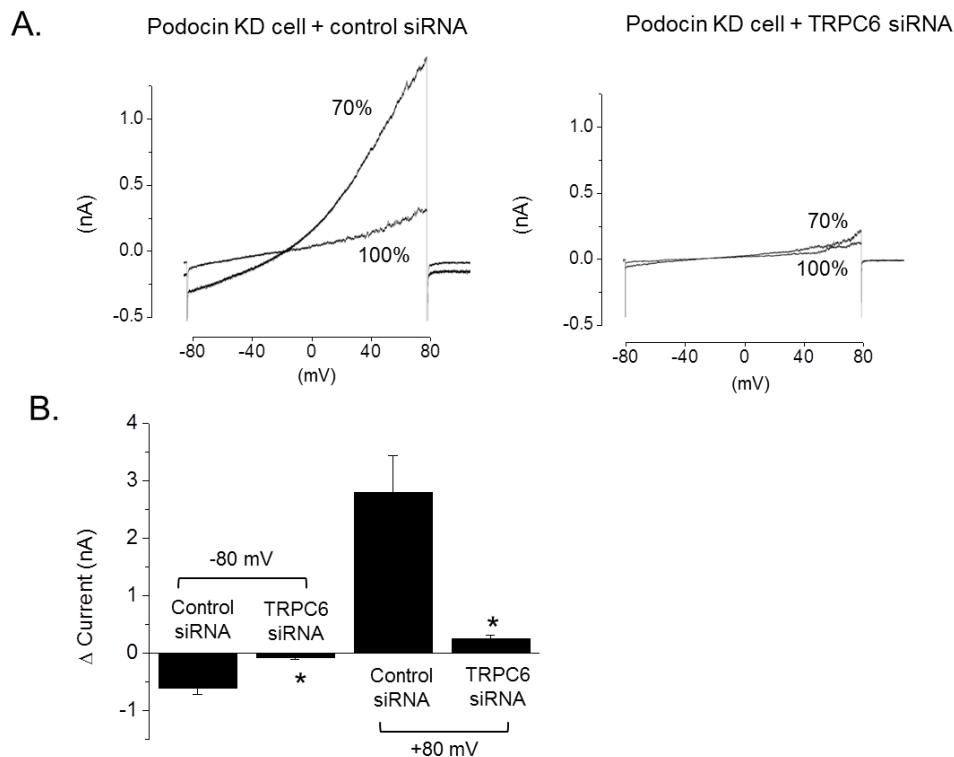 A.
Podocin KD cell + control siRNA
Podocin KD cell + TRPC6 siRNA
1.0
0.5
0.0
-0.5
(nA)
70%
100%
-80 -40 0 40 80
(mV)
1.0
0.5
0.0
-0.5
(nA)
70%
100%
-80 -40 0 40 80
(mV)
B.
4
3
2
1
0
-1
Δ Current (nA)
-80 mV
Control
siRNA
TRPC6
siRNA
*
*
Control
siRNA
TRPC6
siRNA
+80 mV